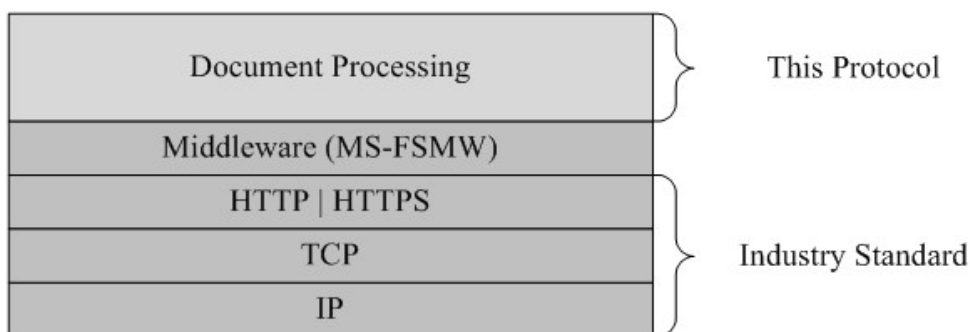 Document Processing
This Protocol
Middleware (MS-FSMW)
HTTP | HTTPS
TCP
Industry Standard
IP